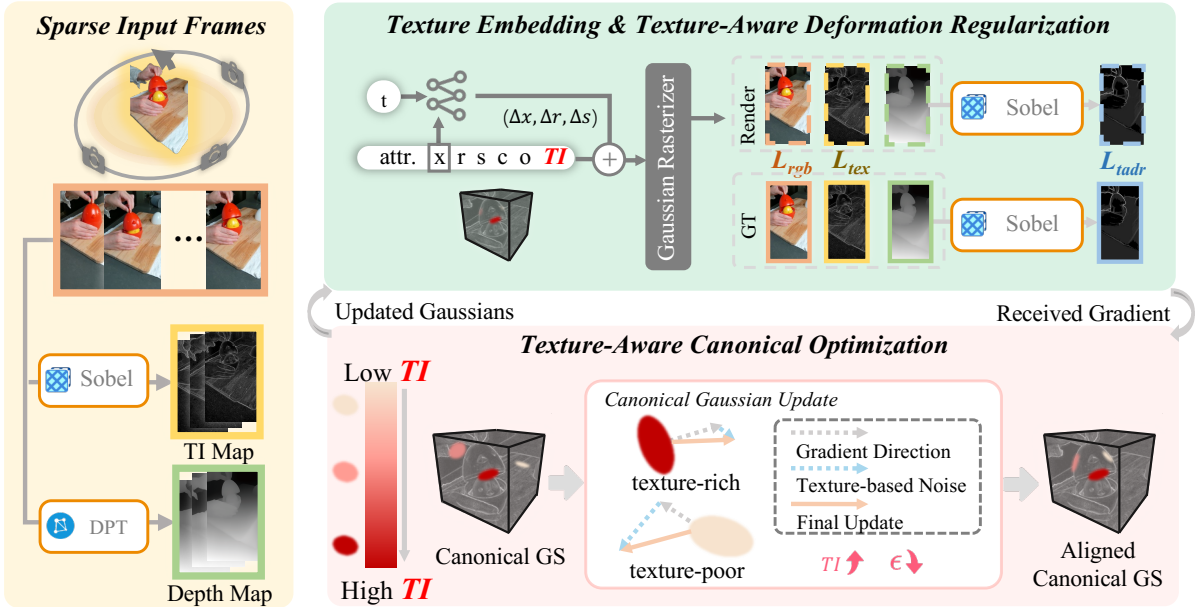 Sparse Input Frames
Sobel
TI Map
DPT
Depth Map
Texture Embedding & Texture-Aware Deformation Regularization
t
(Δx, Δr, Δs)
attr. x r s c o TI
+
Gaussian Rasterizer
Render
GT
L_rgb
L_tex
Sobel
L_tadr
Sobel
Updated Gaussians
Received Gradient
Texture-Aware Canonical Optimization
Low TI
High TI
Canonical GS
Canonical Gaussian Update
texture-rich
texture-poor
Gradient Direction
Texture-based Noise
Final Update
TI
ϵ
Aligned
Canonical GS